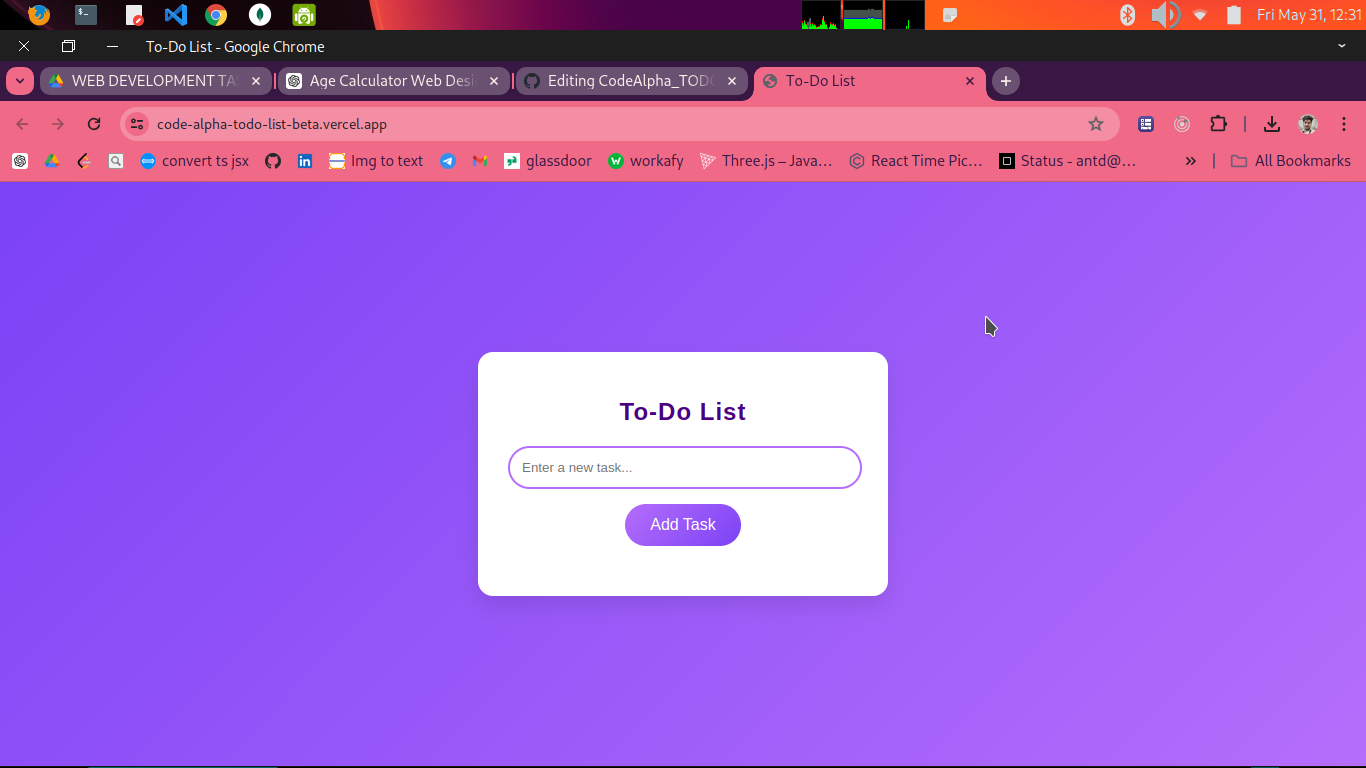 Fri May 31, 12:31
To-Do List - Google Chrome
WEB DEVELOPMENT TA
Age Calculator Web Desi
Editing CodeAlpha_TODO
To-Do List
code-alpha-todo-list-beta.vercel.app
convert ts jsx
Img to text
glassdoor
workafy
Three.js – Java…
React Time Pic…
Status - antd@…
All Bookmarks
To-Do List
Enter a new task...
Add Task